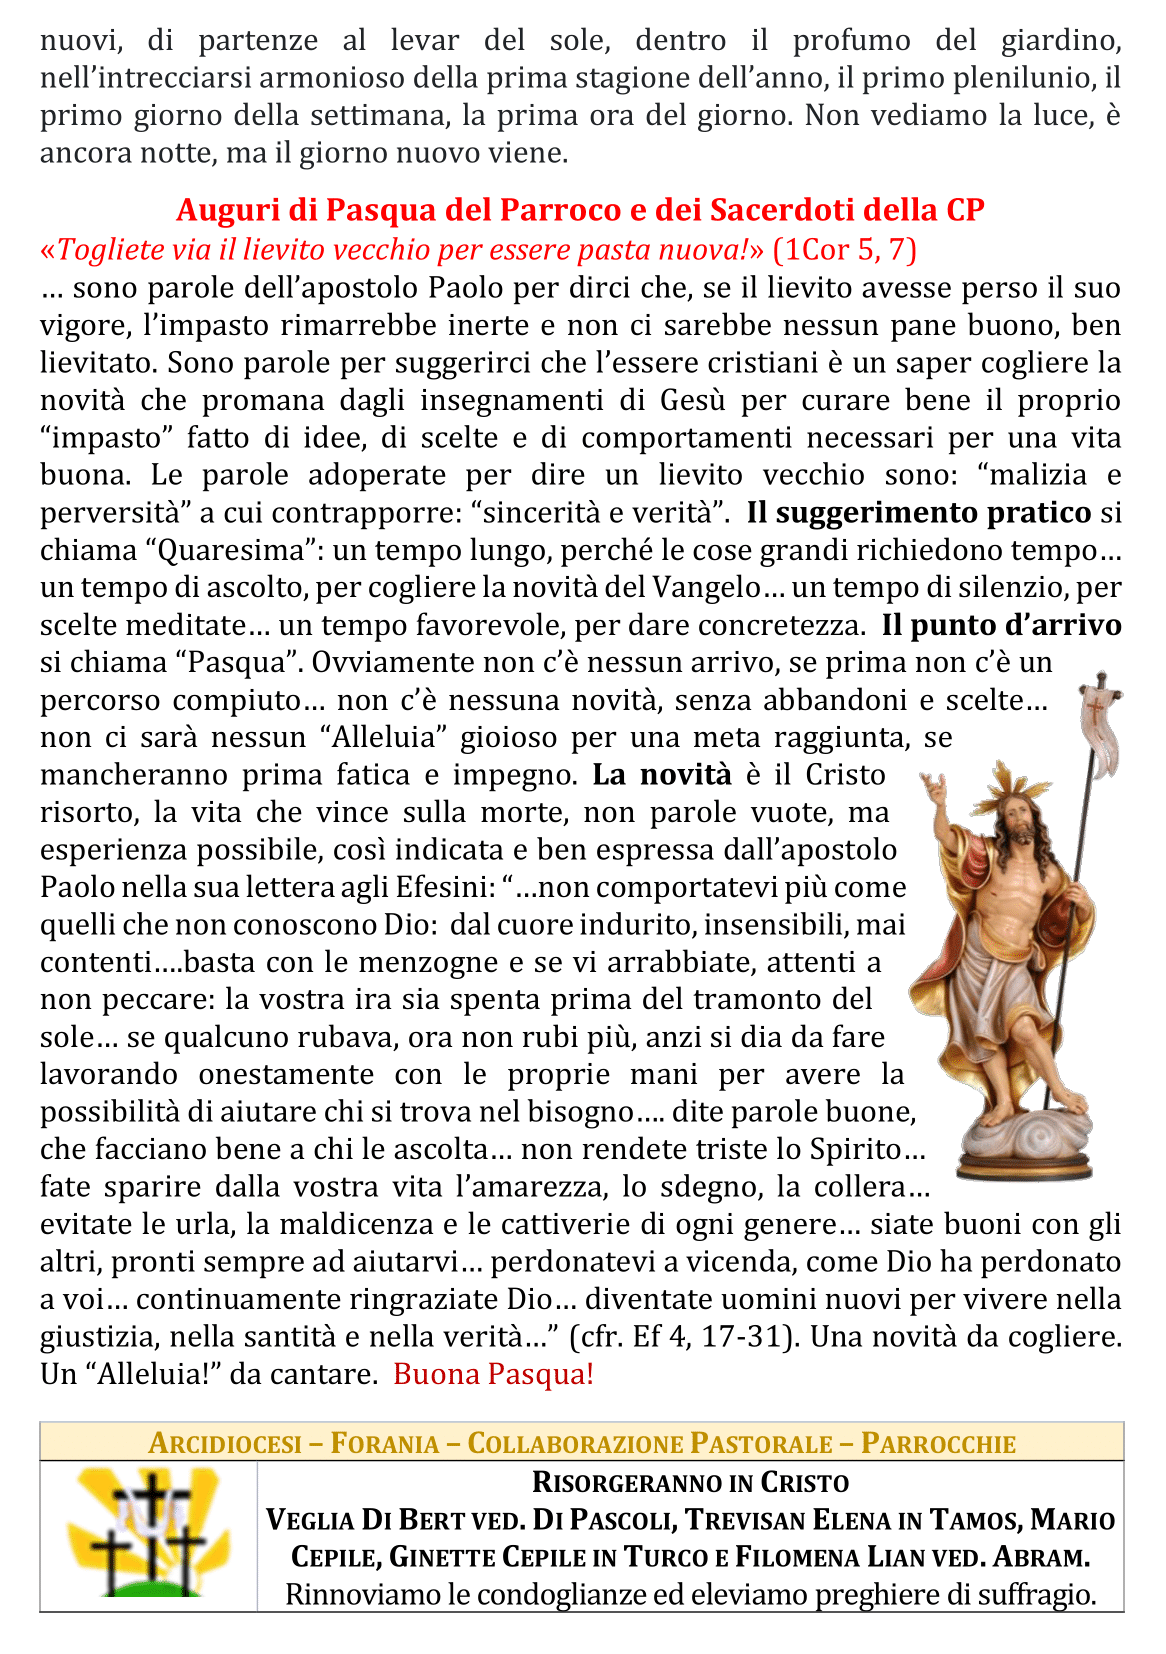 nuovi, di partenze al levar del sole, dentro il profumo del giardino,
nell’intrecciarsi armonioso della prima stagione dell’anno, il primo plenilunio, il
primo giorno della settimana, la prima ora del giorno. Non vediamo la luce, è
ancora notte, ma il giorno nuovo viene.
Auguri di Pasqua del Parroco e dei Sacerdoti della CP
«Togliete via il lievito vecchio per essere pasta nuova!» (1Cor 5, 7)
… sono parole dell’apostolo Paolo per dirci che, se il lievito avesse perso il suo
vigore, l’impasto rimarrebbe inerte e non ci sarebbe nessun pane buono, ben
lievitato. Sono parole per suggerirci che l’essere cristiani è un saper cogliere la
novità che promana dagli insegnamenti di Gesù per curare bene il proprio
“impasto” fatto di idee, di scelte e di comportamenti necessari per una vita
buona. Le parole adoperate per dire un lievito vecchio sono: “malizia e
perversità” a cui contrapporre: “sincerità e verità”. Il suggerimento pratico si
chiama “Quaresima”: un tempo lungo, perché le cose grandi richiedono tempo…
un tempo di ascolto, per cogliere la novità del Vangelo… un tempo di silenzio, per
scelte meditate… un tempo favorevole, per dare concretezza. Il punto d’arrivo
si chiama “Pasqua”. Ovviamente non c’è nessun arrivo, se prima non c’è un
percorso compiuto… non c’è nessuna novità, senza abbandoni e scelte…
non ci sarà nessun “Alleluia” gioioso per una meta raggiunta, se
mancheranno prima fatica e impegno. La novità è il Cristo
risorto, la vita che vince sulla morte, non parole vuote, ma
esperienza possibile, così indicata e ben espressa dall’apostolo
Paolo nella sua lettera agli Efesini: “…non comportatevi più come
quelli che non conoscono Dio: dal cuore indurito, insensibili, mai
contenti….basta con le menzogne e se vi arrabbiate, attenti a
non peccare: la vostra ira sia spenta prima del tramonto del
sole… se qualcuno rubava, ora non rubi più, anzi si dia da fare
lavorando onestamente con le proprie mani per avere la
possibilità di aiutare chi si trova nel bisogno…. dite parole buone,
che facciano bene a chi le ascolta… non rendete triste lo Spirito…
fate sparire dalla vostra vita l’amarezza, lo sdegno, la collera…
evitate le urla, la maldicenza e le cattiverie di ogni genere… siate buoni con gli
altri, pronti sempre ad aiutarvi… perdonatevi a vicenda, come Dio ha perdonato
a voi… continuamente ringraziate Dio… diventate uomini nuovi per vivere nella
giustizia, nella santità e nella verità…” (cfr. Ef 4, 17-31). Una novità da cogliere.
Un “Alleluia!” da cantare. Buona Pasqua!
ARCIDIOCESI – FORANIA – COLLABORAZIONE PASTORALE – PARROCCHIE
RISORGERANNO IN CRISTO
VEGLIA DI BERT VED. DI PASCOLI, TREVISAN ELENA IN TAMOS, MARIO
CEPILE, GINETTE CEPILE IN TURCO E FILOMENA LIAN VED. ABRAM.
Rinnoviamo le condoglianze ed eleviamo preghiere di suffragio.